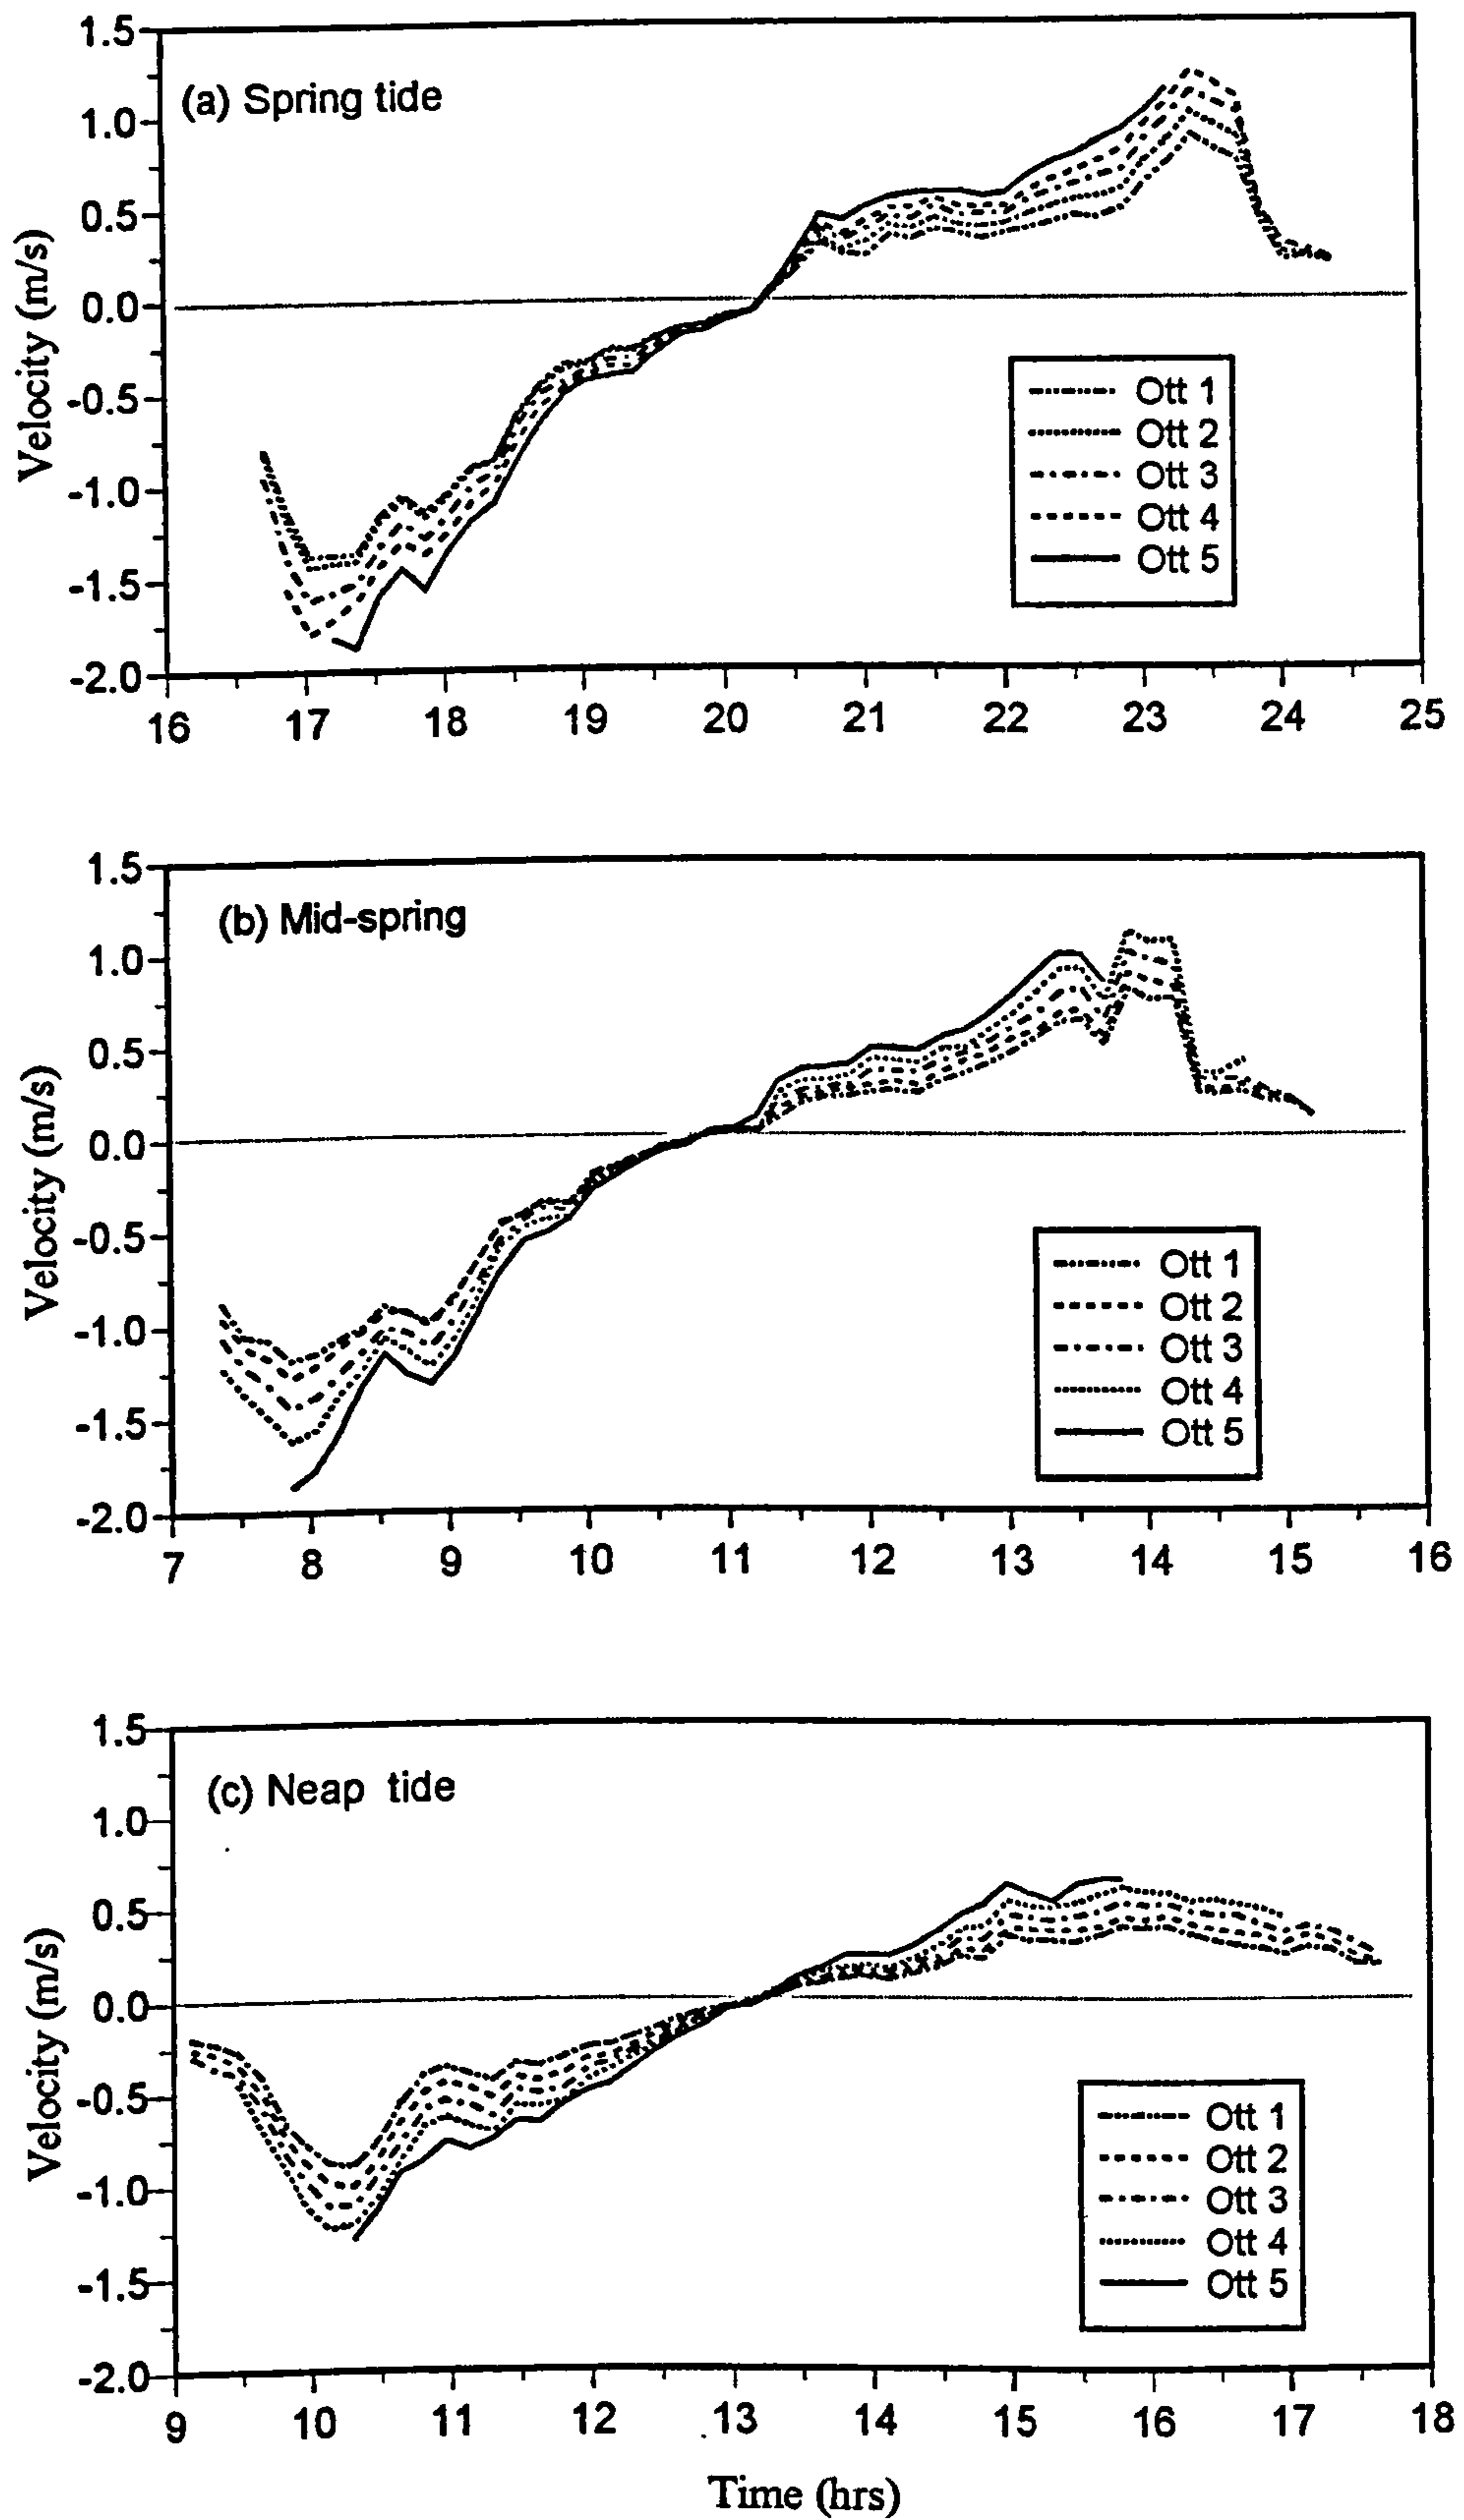 (a) Spring tide
Velocity (m/s)
1.5
1.0
0.5
0.0
-0.5
-1.0
-1.5
-2.0
16 17 18 19 20 21 22 23 24 25
Ott 1
Ott 2
Ott 3
Ott 4
Ott 5
(b) Mid-spring
Velocity (m/s)
1.5
1.0
0.5
0.0
-0.5
-1.0
-1.5
-2.0
7 8 9 10 11 12 13 14 15 16
Ott 1
Ott 2
Ott 3
Ott 4
Ott 5
(c) Neap tide
Velocity (m/s)
1.5
1.0
0.5
0.0
-0.5
-1.0
-1.5
-2.0
9 10 11 12 13 14 15 16 17 18
Ott 1
Ott 2
Ott 3
Ott 4
Ott 5
Time (hrs)